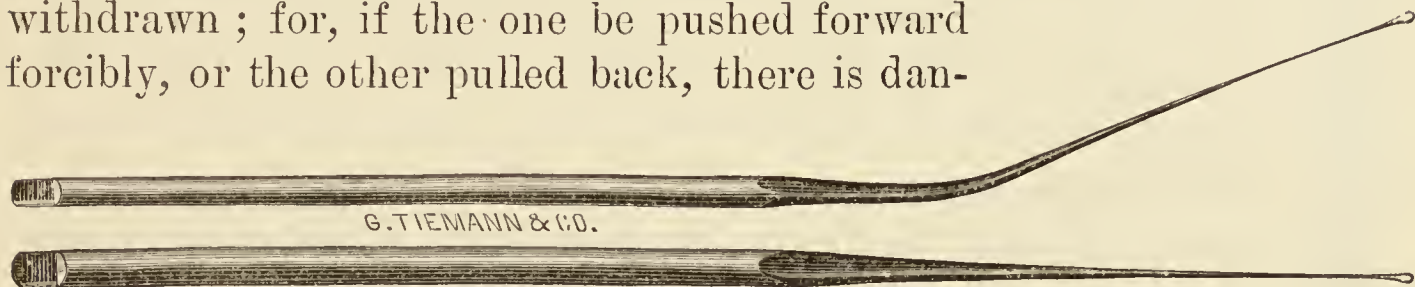 withdrawn ; for, if the one be pushed forward
forcibly, or the other pulled back, there is dan-
G. TIEMANN & CO.